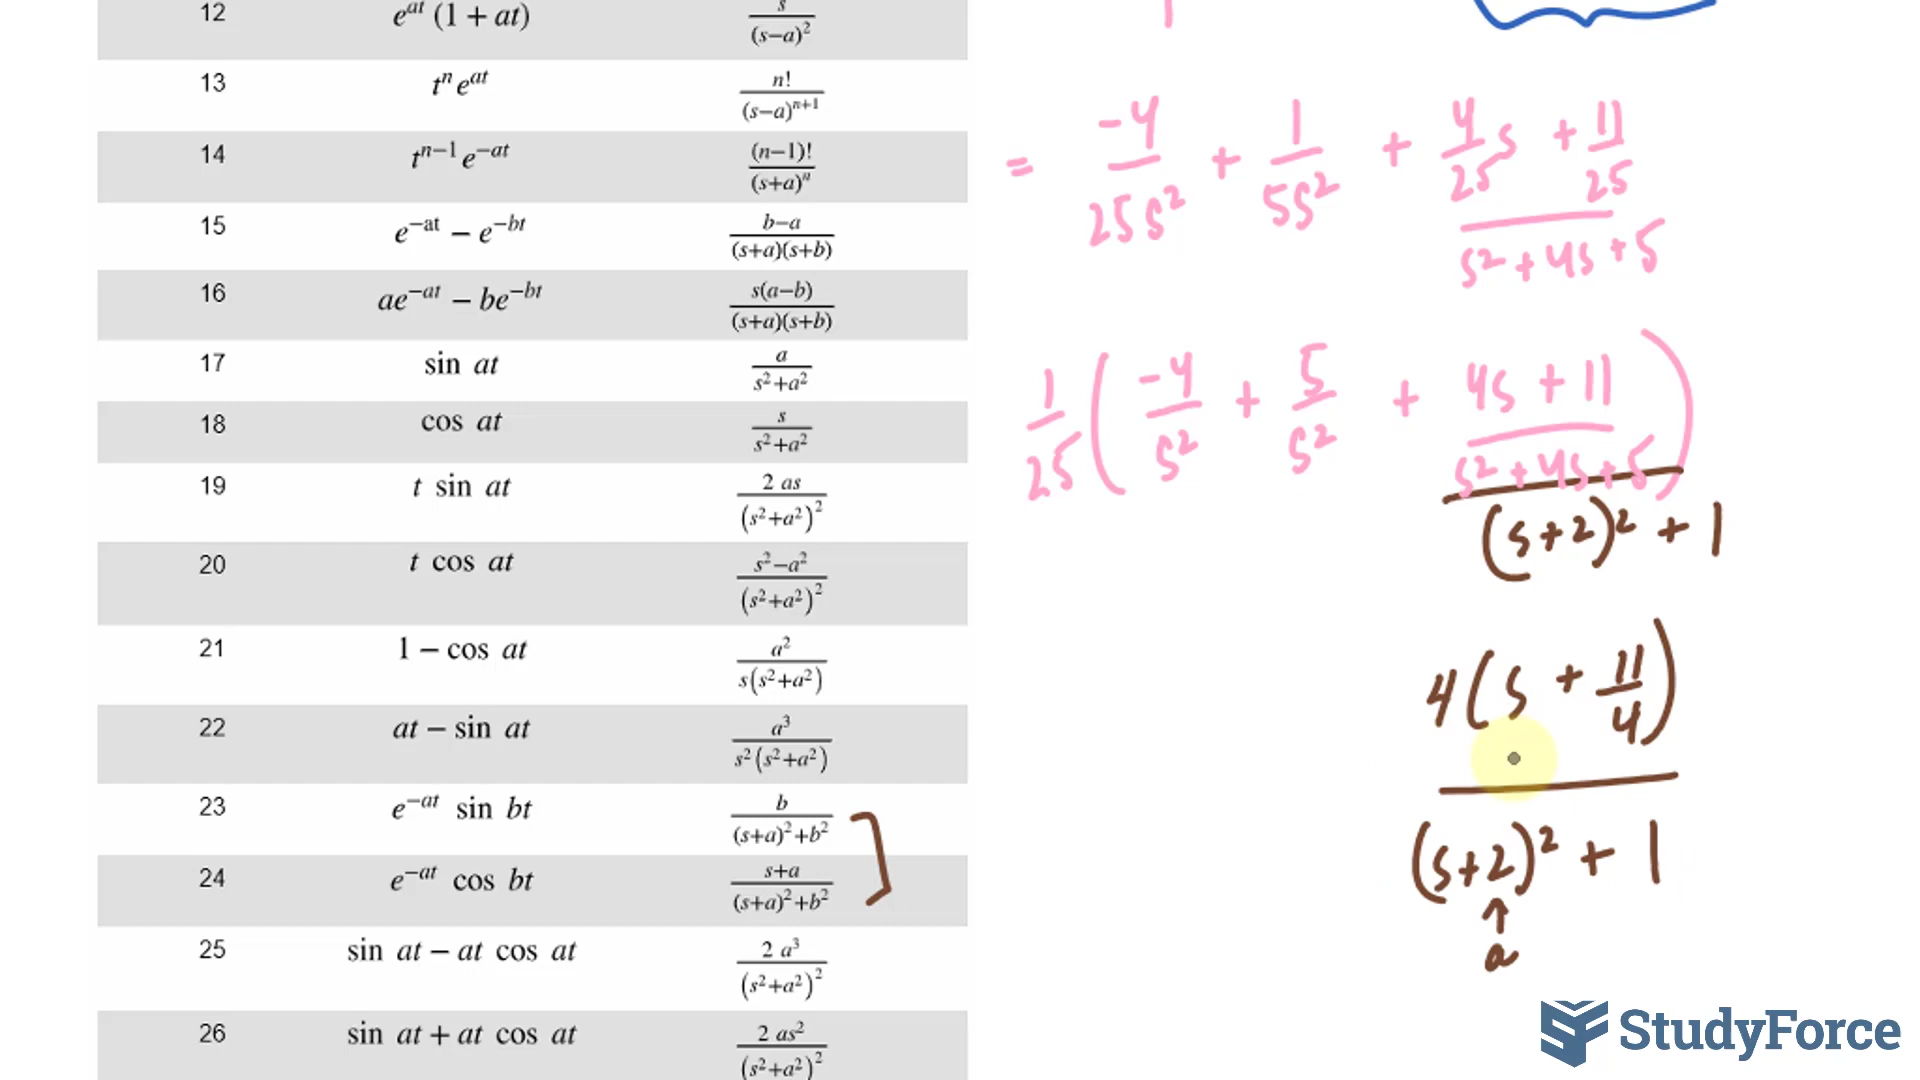 12 e^{at} (1 + at) s/(s−a)^2
13 t^n e^{at} n!/(s−a)^{n+1}
14 t^{n−1} e^{−at} (n−1)!/(s+a)^n
15 e^{−at} − e^{−bt} b−a/(s+a)(s+b)
16 ae^{−at} − be^{−bt} s(a−b)/(s+a)(s+b)
17 sin at a/s^2+a^2
18 cos at s/s^2+a^2
19 t sin at 2 as/(s^2+a^2)^2
20 t cos at s^2−a^2/(s^2+a^2)^2
21 1 − cos at a^2/s(s^2+a^2)
22 at − sin at a^3/s^2(s^2+a^2)
23 e^{−at} sin bt b/(s+a)^2+b^2
24 e^{−at} cos bt s+a/(s+a)^2+b^2
25 sin at − at cos at 2 a^3/(s^2+a^2)^2
26 sin at + at cos at 2 as^2/(s^2+a^2)^2
= -4/25s^2 + 1/5s^2 + (4/25 s + 11/25)/(s^2 + 4s + 5)
1/25 ( -4/s^2 + 5/s^2 + (4s + 11)/(s^2 + 4s + 5) )
(s+2)^2 + 1
4(s + 11/4)
(s+2)^2 + 1
↑
a
StudyForce